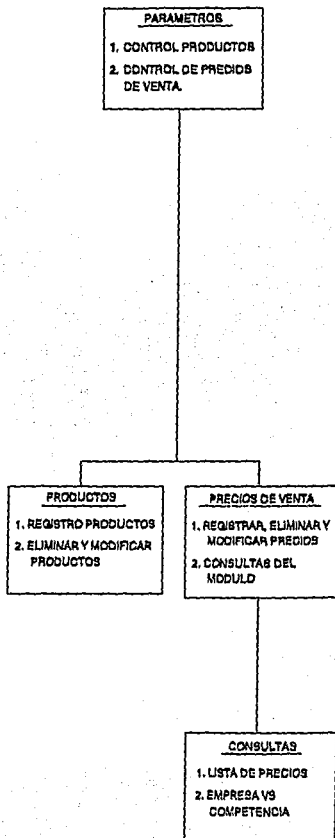 PARAMETROS
1. CONTROL PRODUCTOS
2. CONTROL DE PRECIOS
DE VENTA.
PRODUCTOS
1. REGISTRO PRODUCTOS
2. ELIMINAR Y MODIFICAR
PRODUCTOS
PRECIOS DE VENTA
1. REGISTRAR, ELIMINAR Y
MODIFICAR PRECIOS
2. CONSULTAS DEL
MODULO
CONSULTAS
1. LISTA DE PRECIOS
2. EMPRESA VS
COMPETENCIA